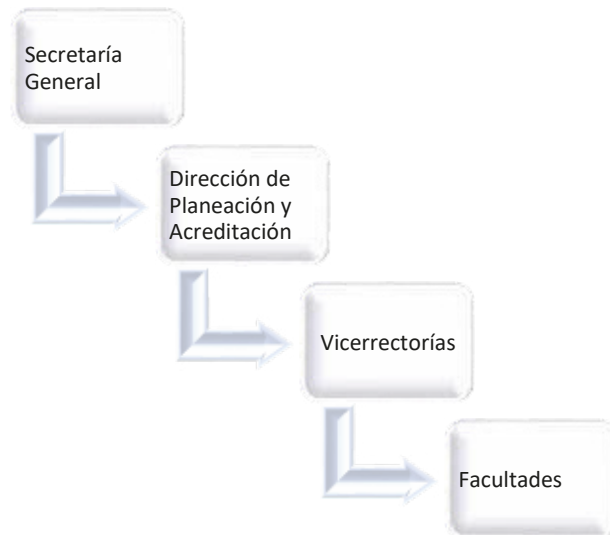 Secretaría
General
Dirección de
Planeación y
Acreditación
Vicerrectorías
Facultades